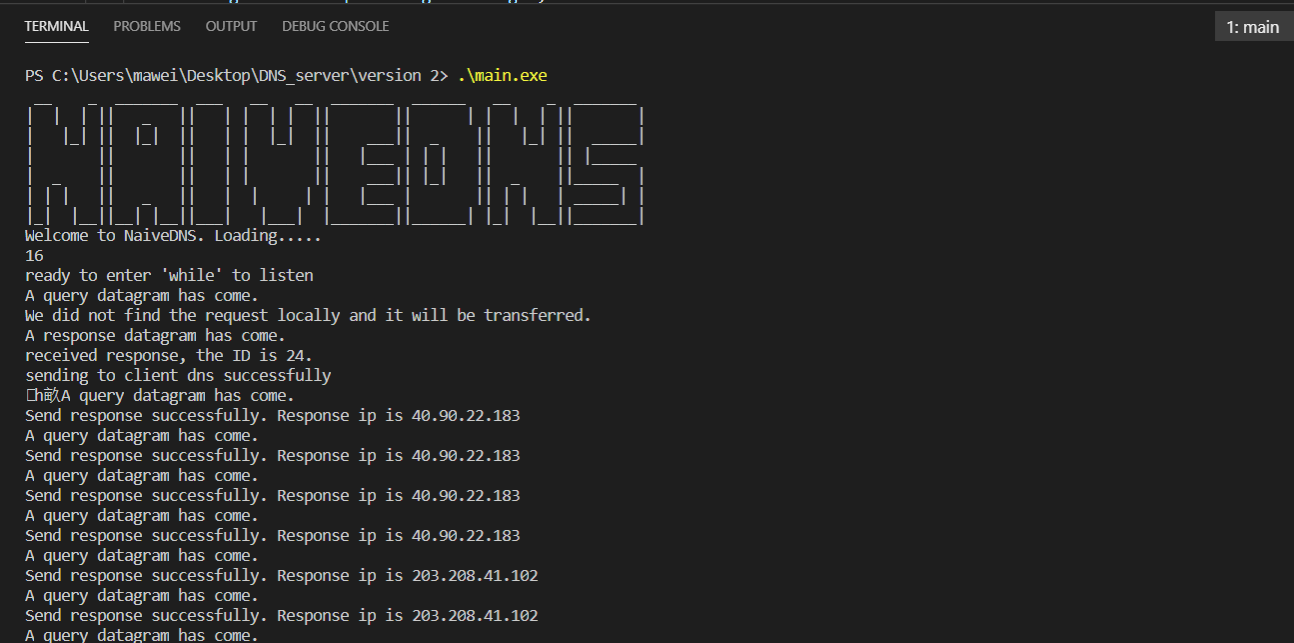 TERMINAL PROBLEMS OUTPUT DEBUG CONSOLE 1: main
PS C:\Users\mawei\Desktop\DNS_server\version 2> .\main.exe
NAIVEDNS
Welcome to NaiveDNS. Loading.....
16
ready to enter 'while' to listen
A query datagram has come.
We did not find the request locally and it will be transferred.
A response datagram has come.
received response, the ID is 24.
sending to client dns successfully
h畝A query datagram has come.
Send response successfully. Response ip is 40.90.22.183
A query datagram has come.
Send response successfully. Response ip is 40.90.22.183
A query datagram has come.
Send response successfully. Response ip is 40.90.22.183
A query datagram has come.
Send response successfully. Response ip is 40.90.22.183
A query datagram has come.
Send response successfully. Response ip is 203.208.41.102
A query datagram has come.
Send response successfully. Response ip is 203.208.41.102
A query datagram has come.